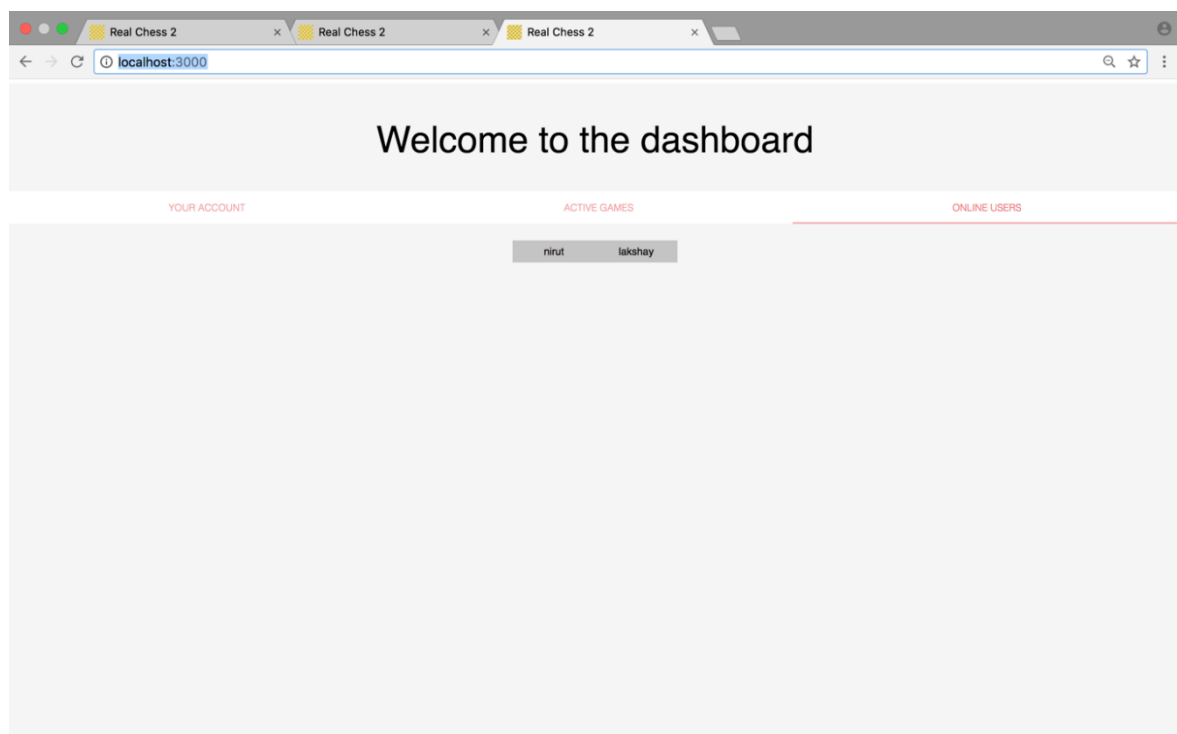 Real Chess 2 Real Chess 2 Real Chess 2
localhost:3000
Welcome to the dashboard
YOUR ACCOUNT ACTIVE GAMES ONLINE USERS
nirut lakshay